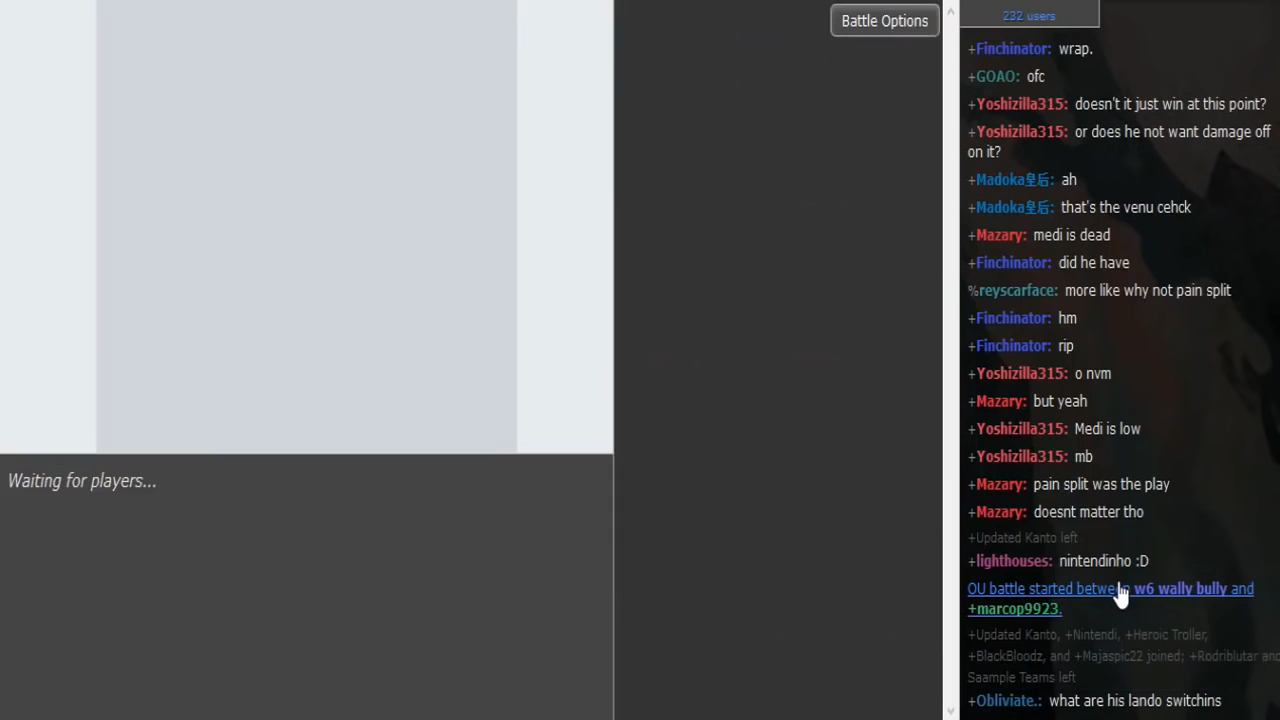 Battle Options
232 users
+Finchinator: wrap.
+GOAO: ofc
+Yoshizilla315: doesn't it just win at this point?
+Yoshizilla315: or does he not want damage off
on it?
+Madoka皇后: ah
+Madoka皇后: that's the venu cehck
+Mazary: medi is dead
+Finchinator: did he have
%reyscarface: more like why not pain split
+Finchinator: hm
+Finchinator: rip
+Yoshizilla315: o nvm
+Mazary: but yeah
+Yoshizilla315: Medi is low
+Yoshizilla315: mb
+Mazary: pain split was the play
+Mazary: doesnt matter tho
+Updated Kanto left
+lighthouses: nintendinho :D
OU battle started between w6 wally bully and
+marcop9923.
+Updated Kanto, +Nintendi, +Heroic Troller,
+BlackBloodz, and +Majaspic22 joined; +Rodriblutar and
Saample Teams left
+Obliviate.: what are his lando switchins
Waiting for players...